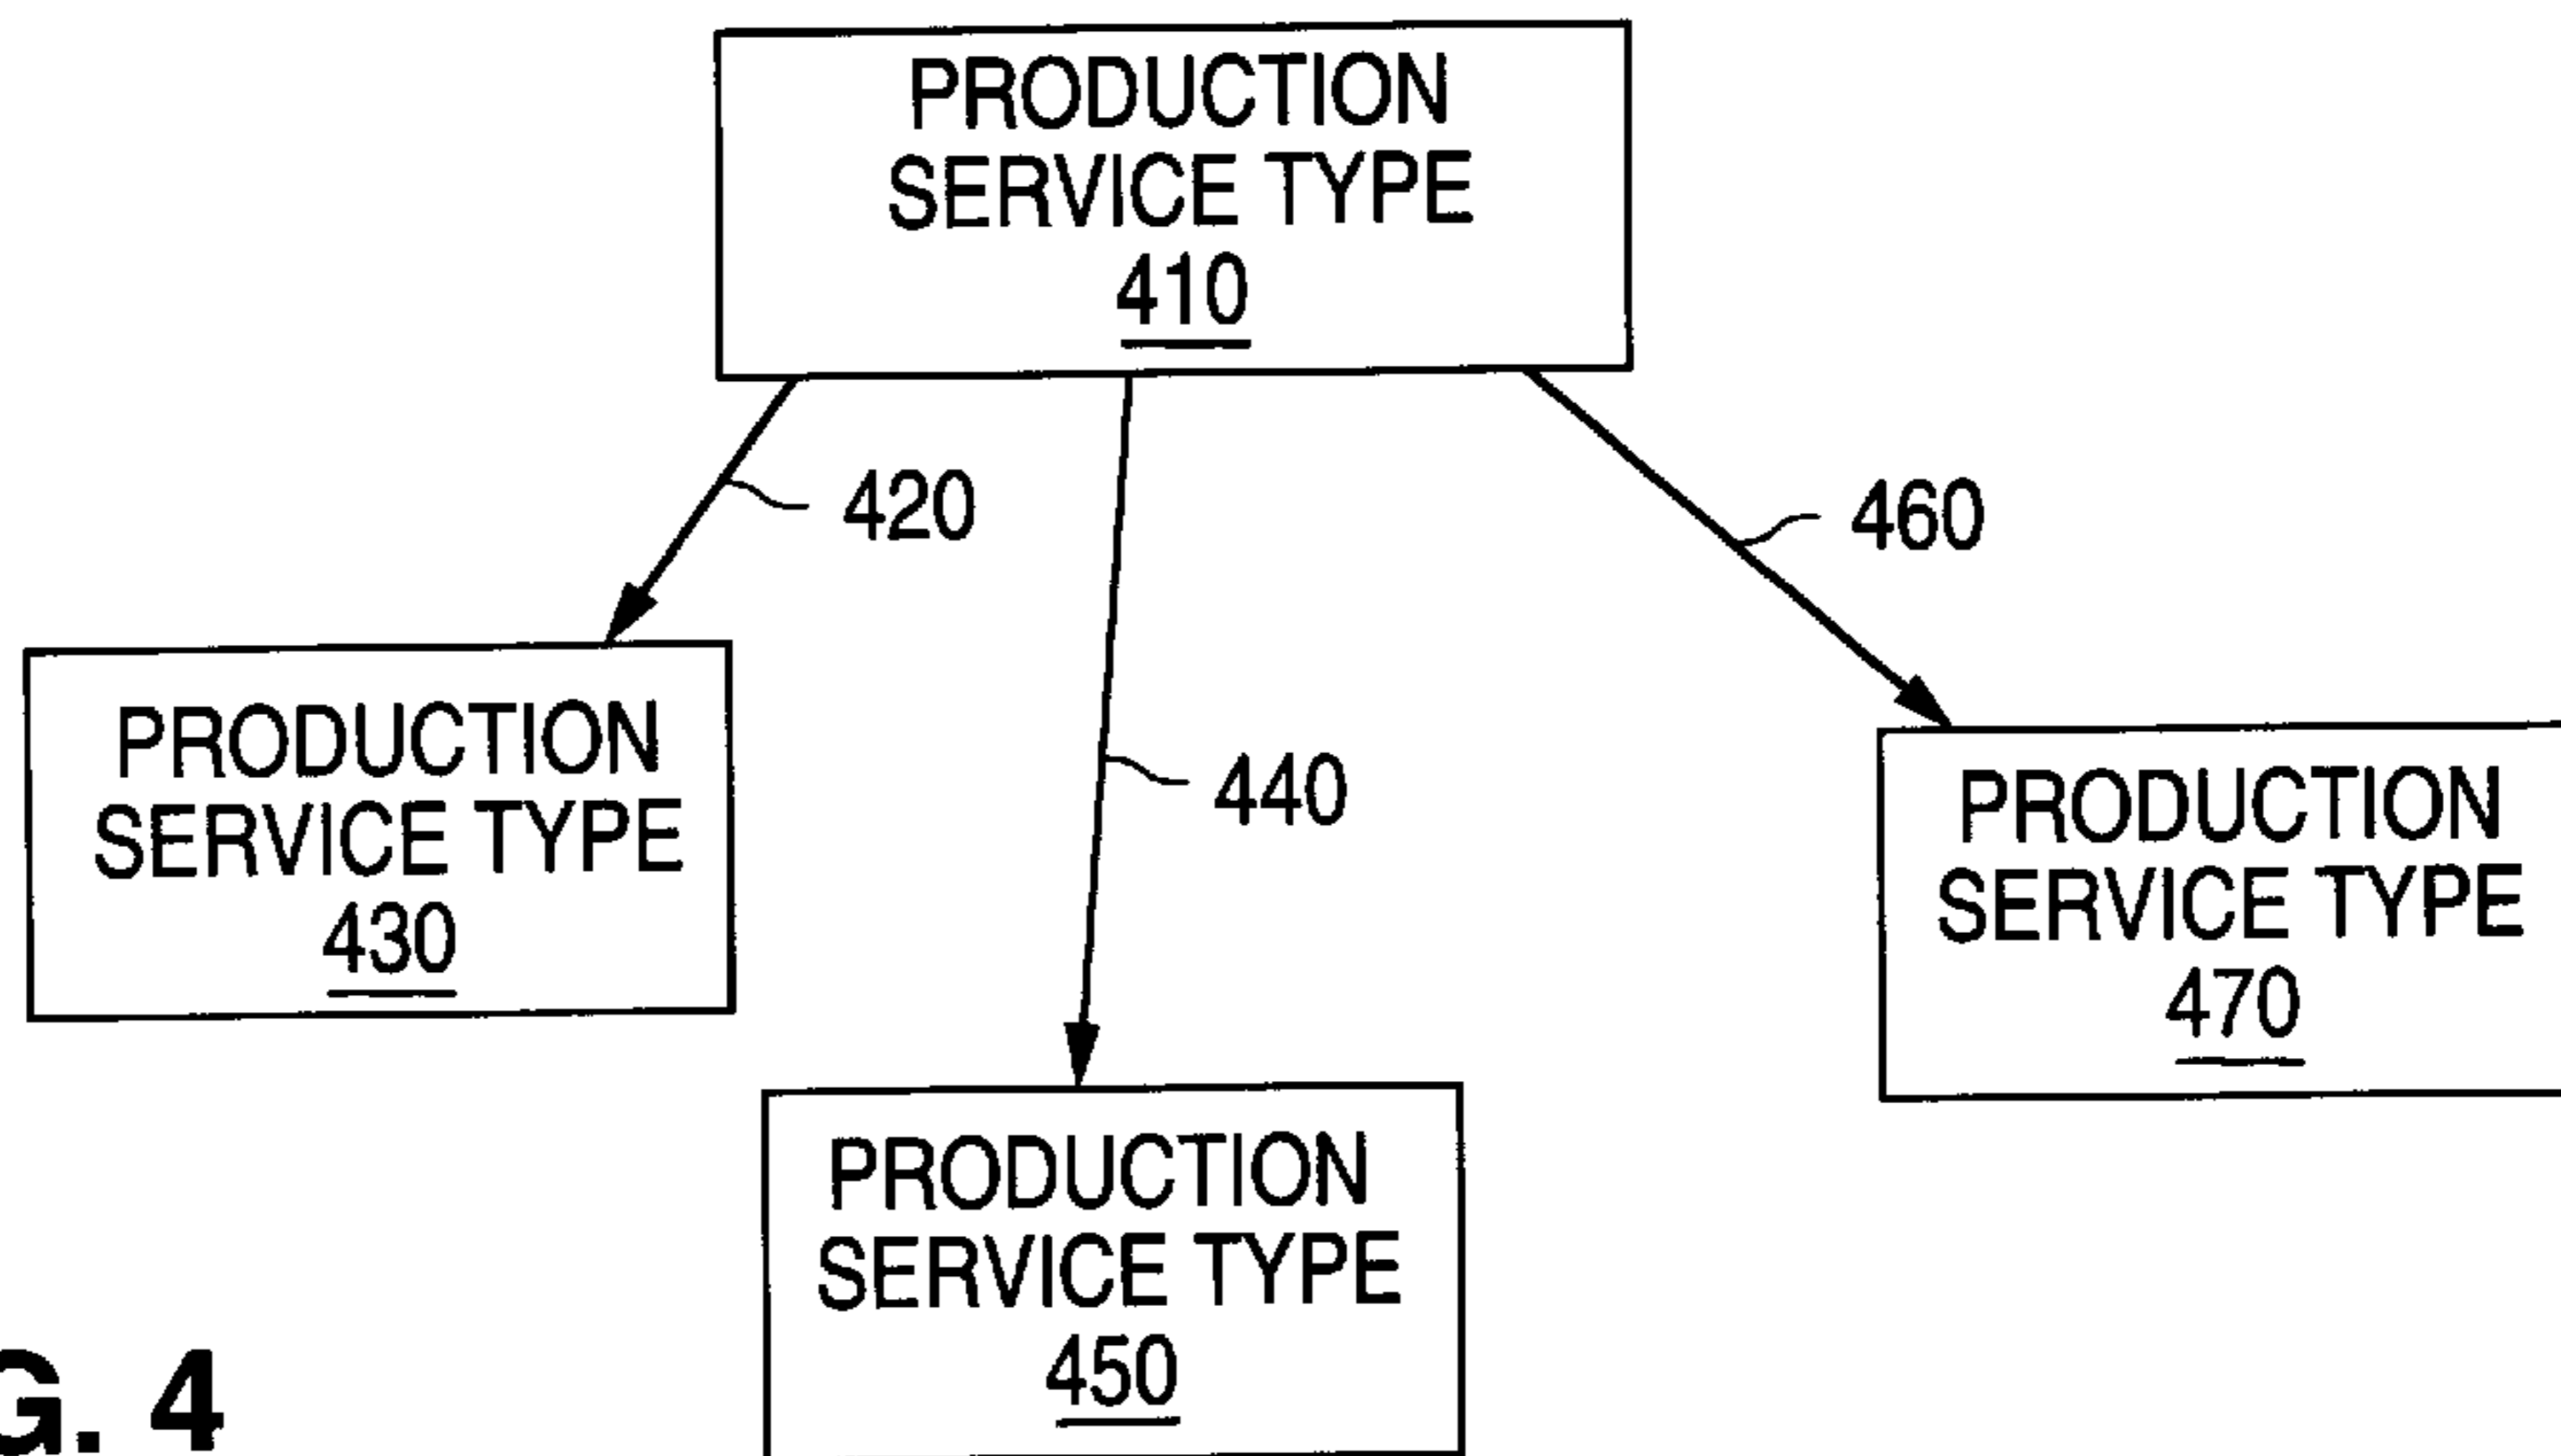 PRODUCTION
SERVICE TYPE
410
420
460
440
PRODUCTION
SERVICE TYPE
430
PRODUCTION
SERVICE TYPE
470
PRODUCTION
SERVICE TYPE
450
G. 4